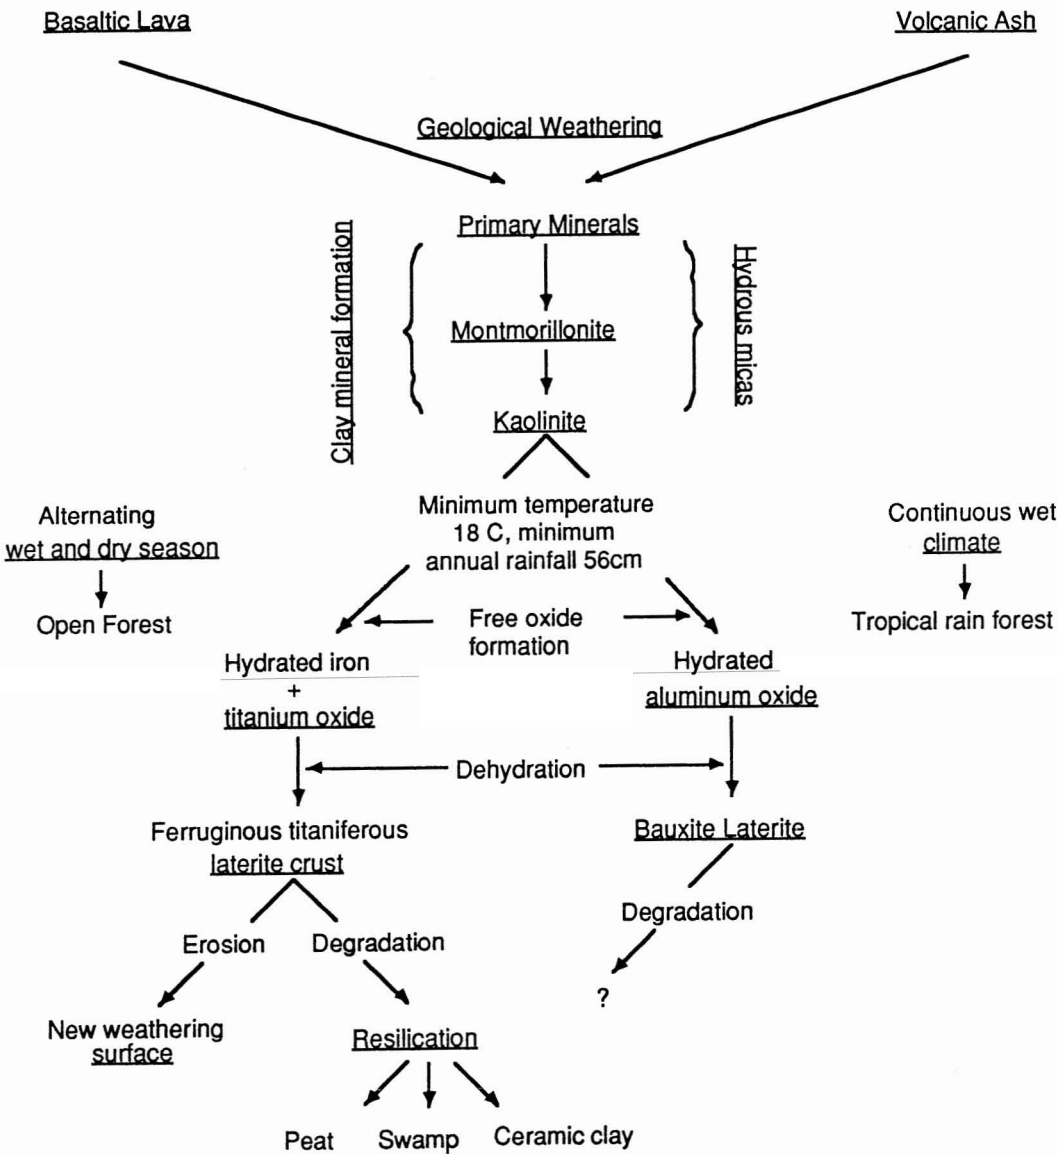 Basaltic Lava
Volcanic Ash
Geological Weathering
Primary Minerals
Clay mineral formation
Hydrous micas
Montmorillonite
Kaolinite
Minimum temperature
18 C, minimum
annual rainfall 56cm
Alternating
wet and dry season
Open Forest
Continuous wet
climate
Tropical rain forest
Free oxide
formation
Hydrated iron
+
titanium oxide
Hydrated
aluminum oxide
Dehydration
Ferruginous titaniferous
laterite crust
Bauxite Laterite
Erosion
Degradation
Degradation
?
New weathering
surface
Resilication
Peat
Swamp
Ceramic clay